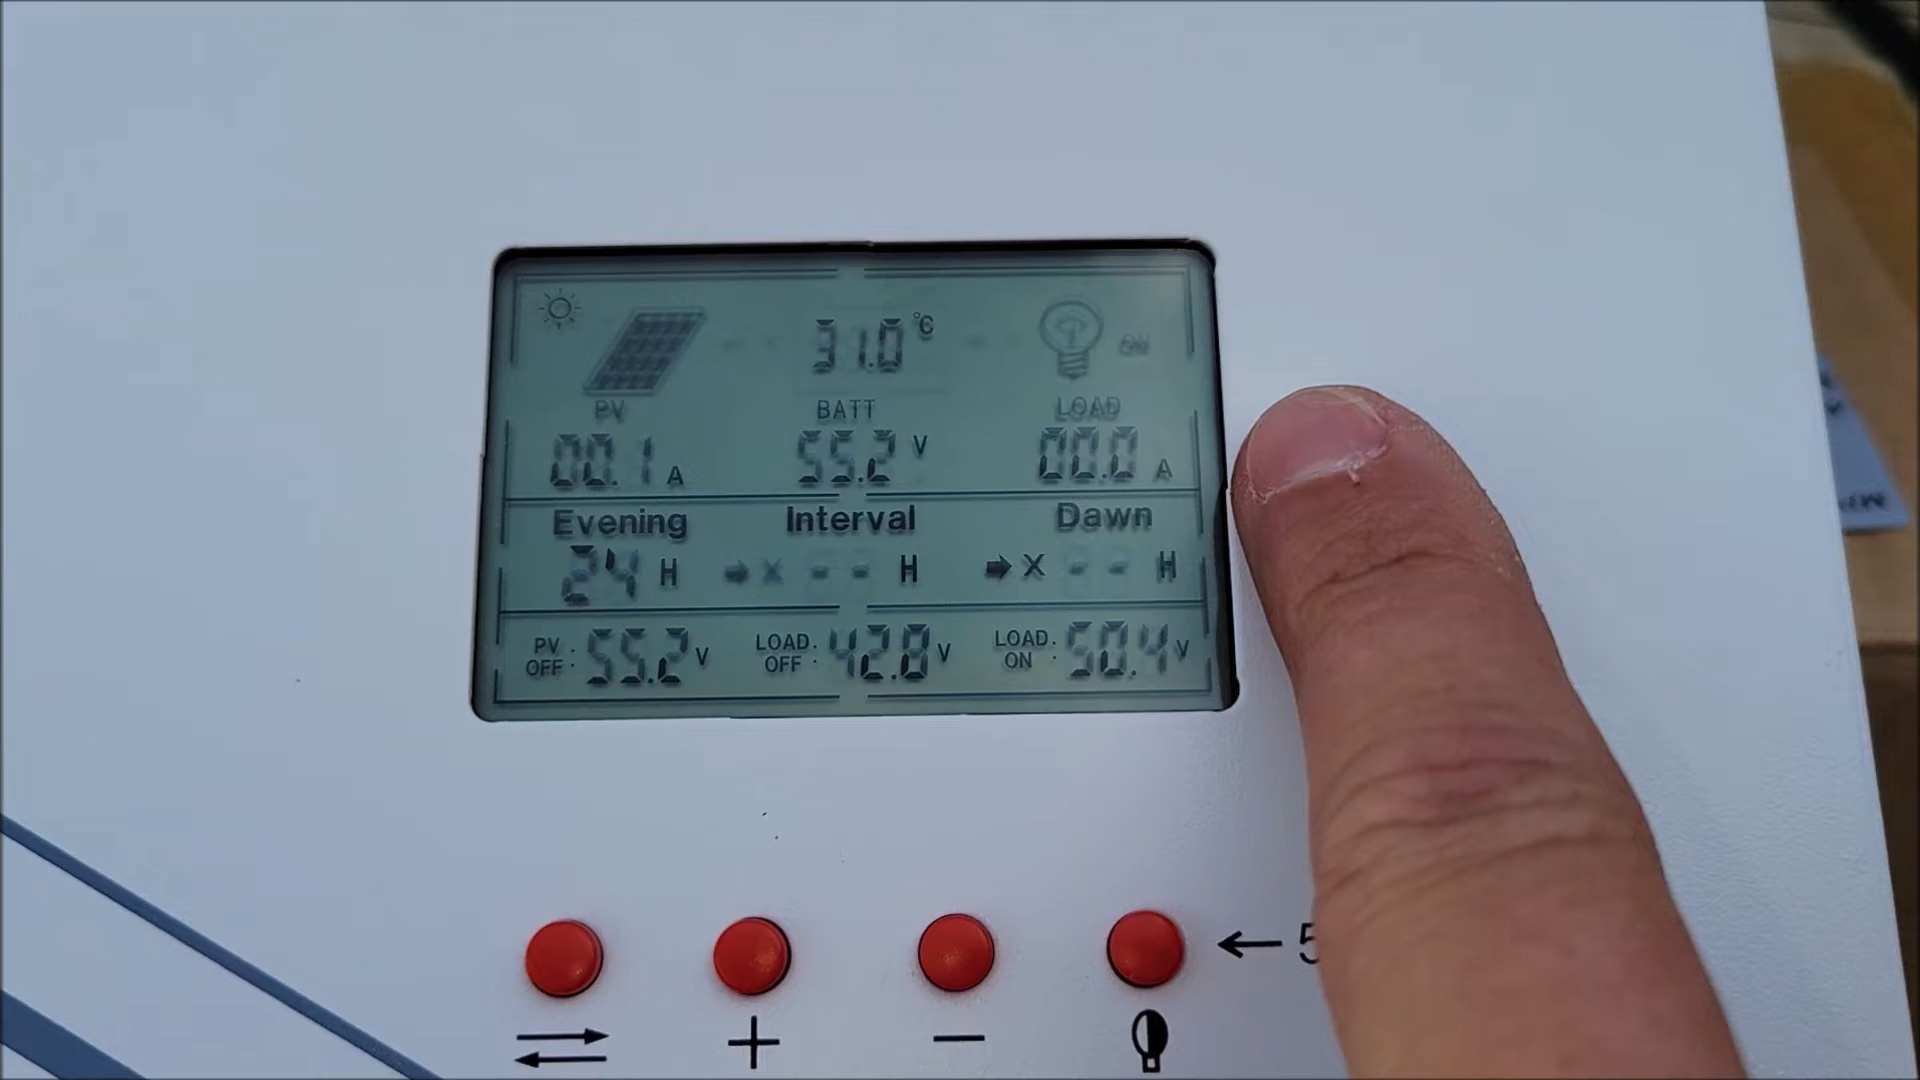 31.0 °C ON
PV BATT LOAD
00.1 A 55.2 V 00.0 A
Evening Interval Dawn
24 H ➡ X -- H ➡ X -- H
PV OFF : 55.2 V LOAD OFF : 42.8 V LOAD ON : 50.4 V
← 5
+ −